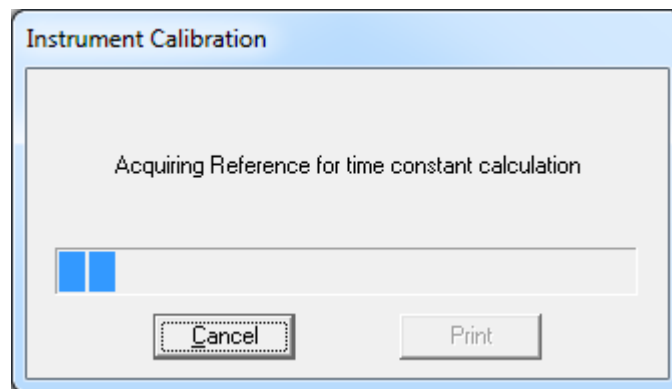 Instrument Calibration
Acquiring Reference for time constant calculation
Cancel
Print